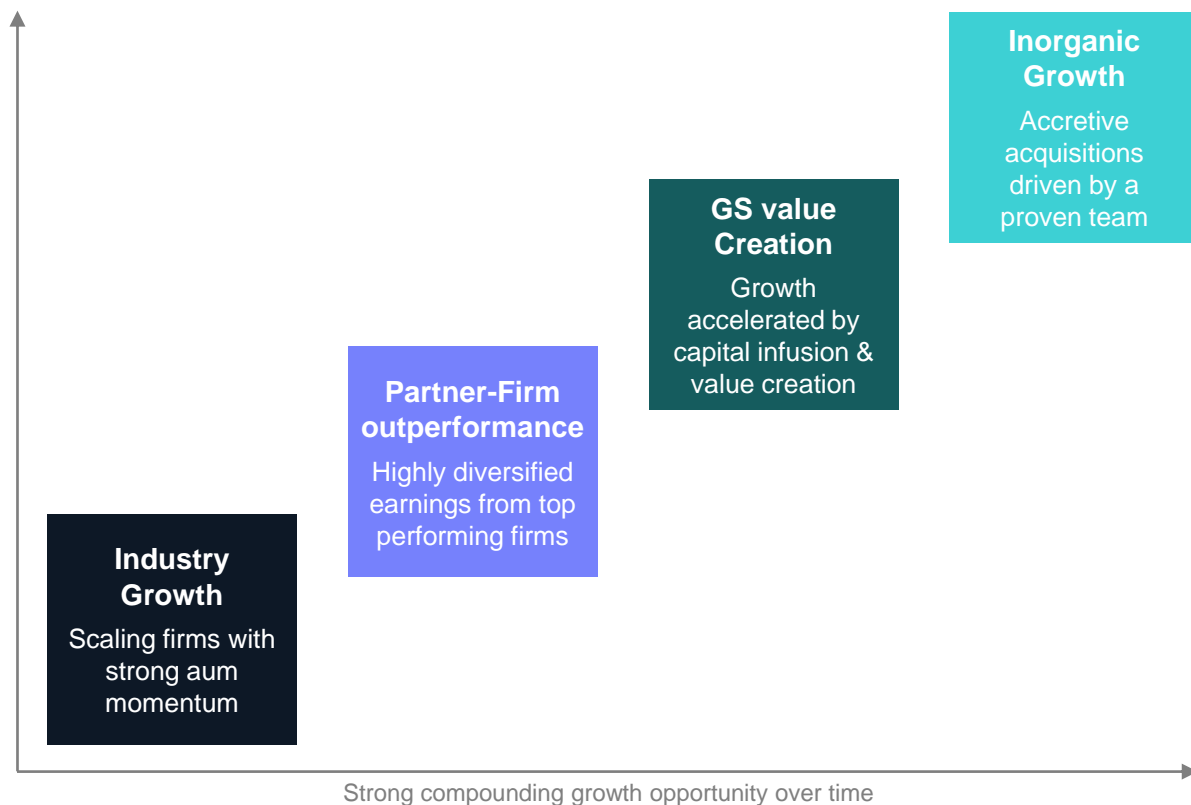 Inorganic
Growth
Accretive
acquisitions
driven by a
proven team
GS value
Creation
Growth
accelerated by
capital infusion &
value creation
Partner-Firm
outperformance
Highly diversified
earnings from top
performing firms
Industry
Growth
Scaling firms with
strong aum
momentum
Strong compounding growth opportunity over time